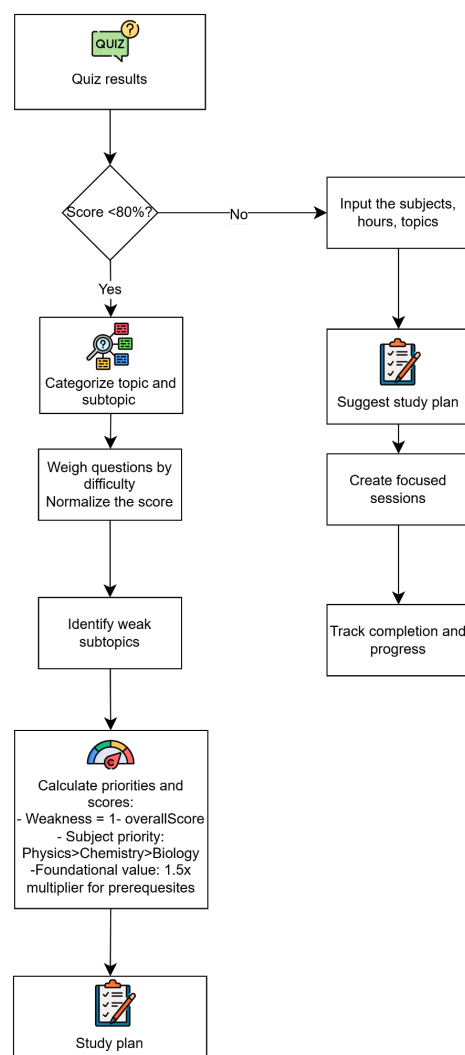 QUIZ
?
Quiz results
Score <80%?
No
Input the subjects,
hours, topics
Yes
?
Categorize topic and
subtopic
Suggest study plan
Weigh questions by
difficulty
Normalize the score
Create focused
sessions
Identify weak
subtopics
Track completion and
progress
C
Calculate priorities and
scores:
- Weakness = 1- overallScore
- Subject priority:
Physics>Chemistry>Biology
-Foundational value: 1.5x
multiplier for prerequesites
Study plan